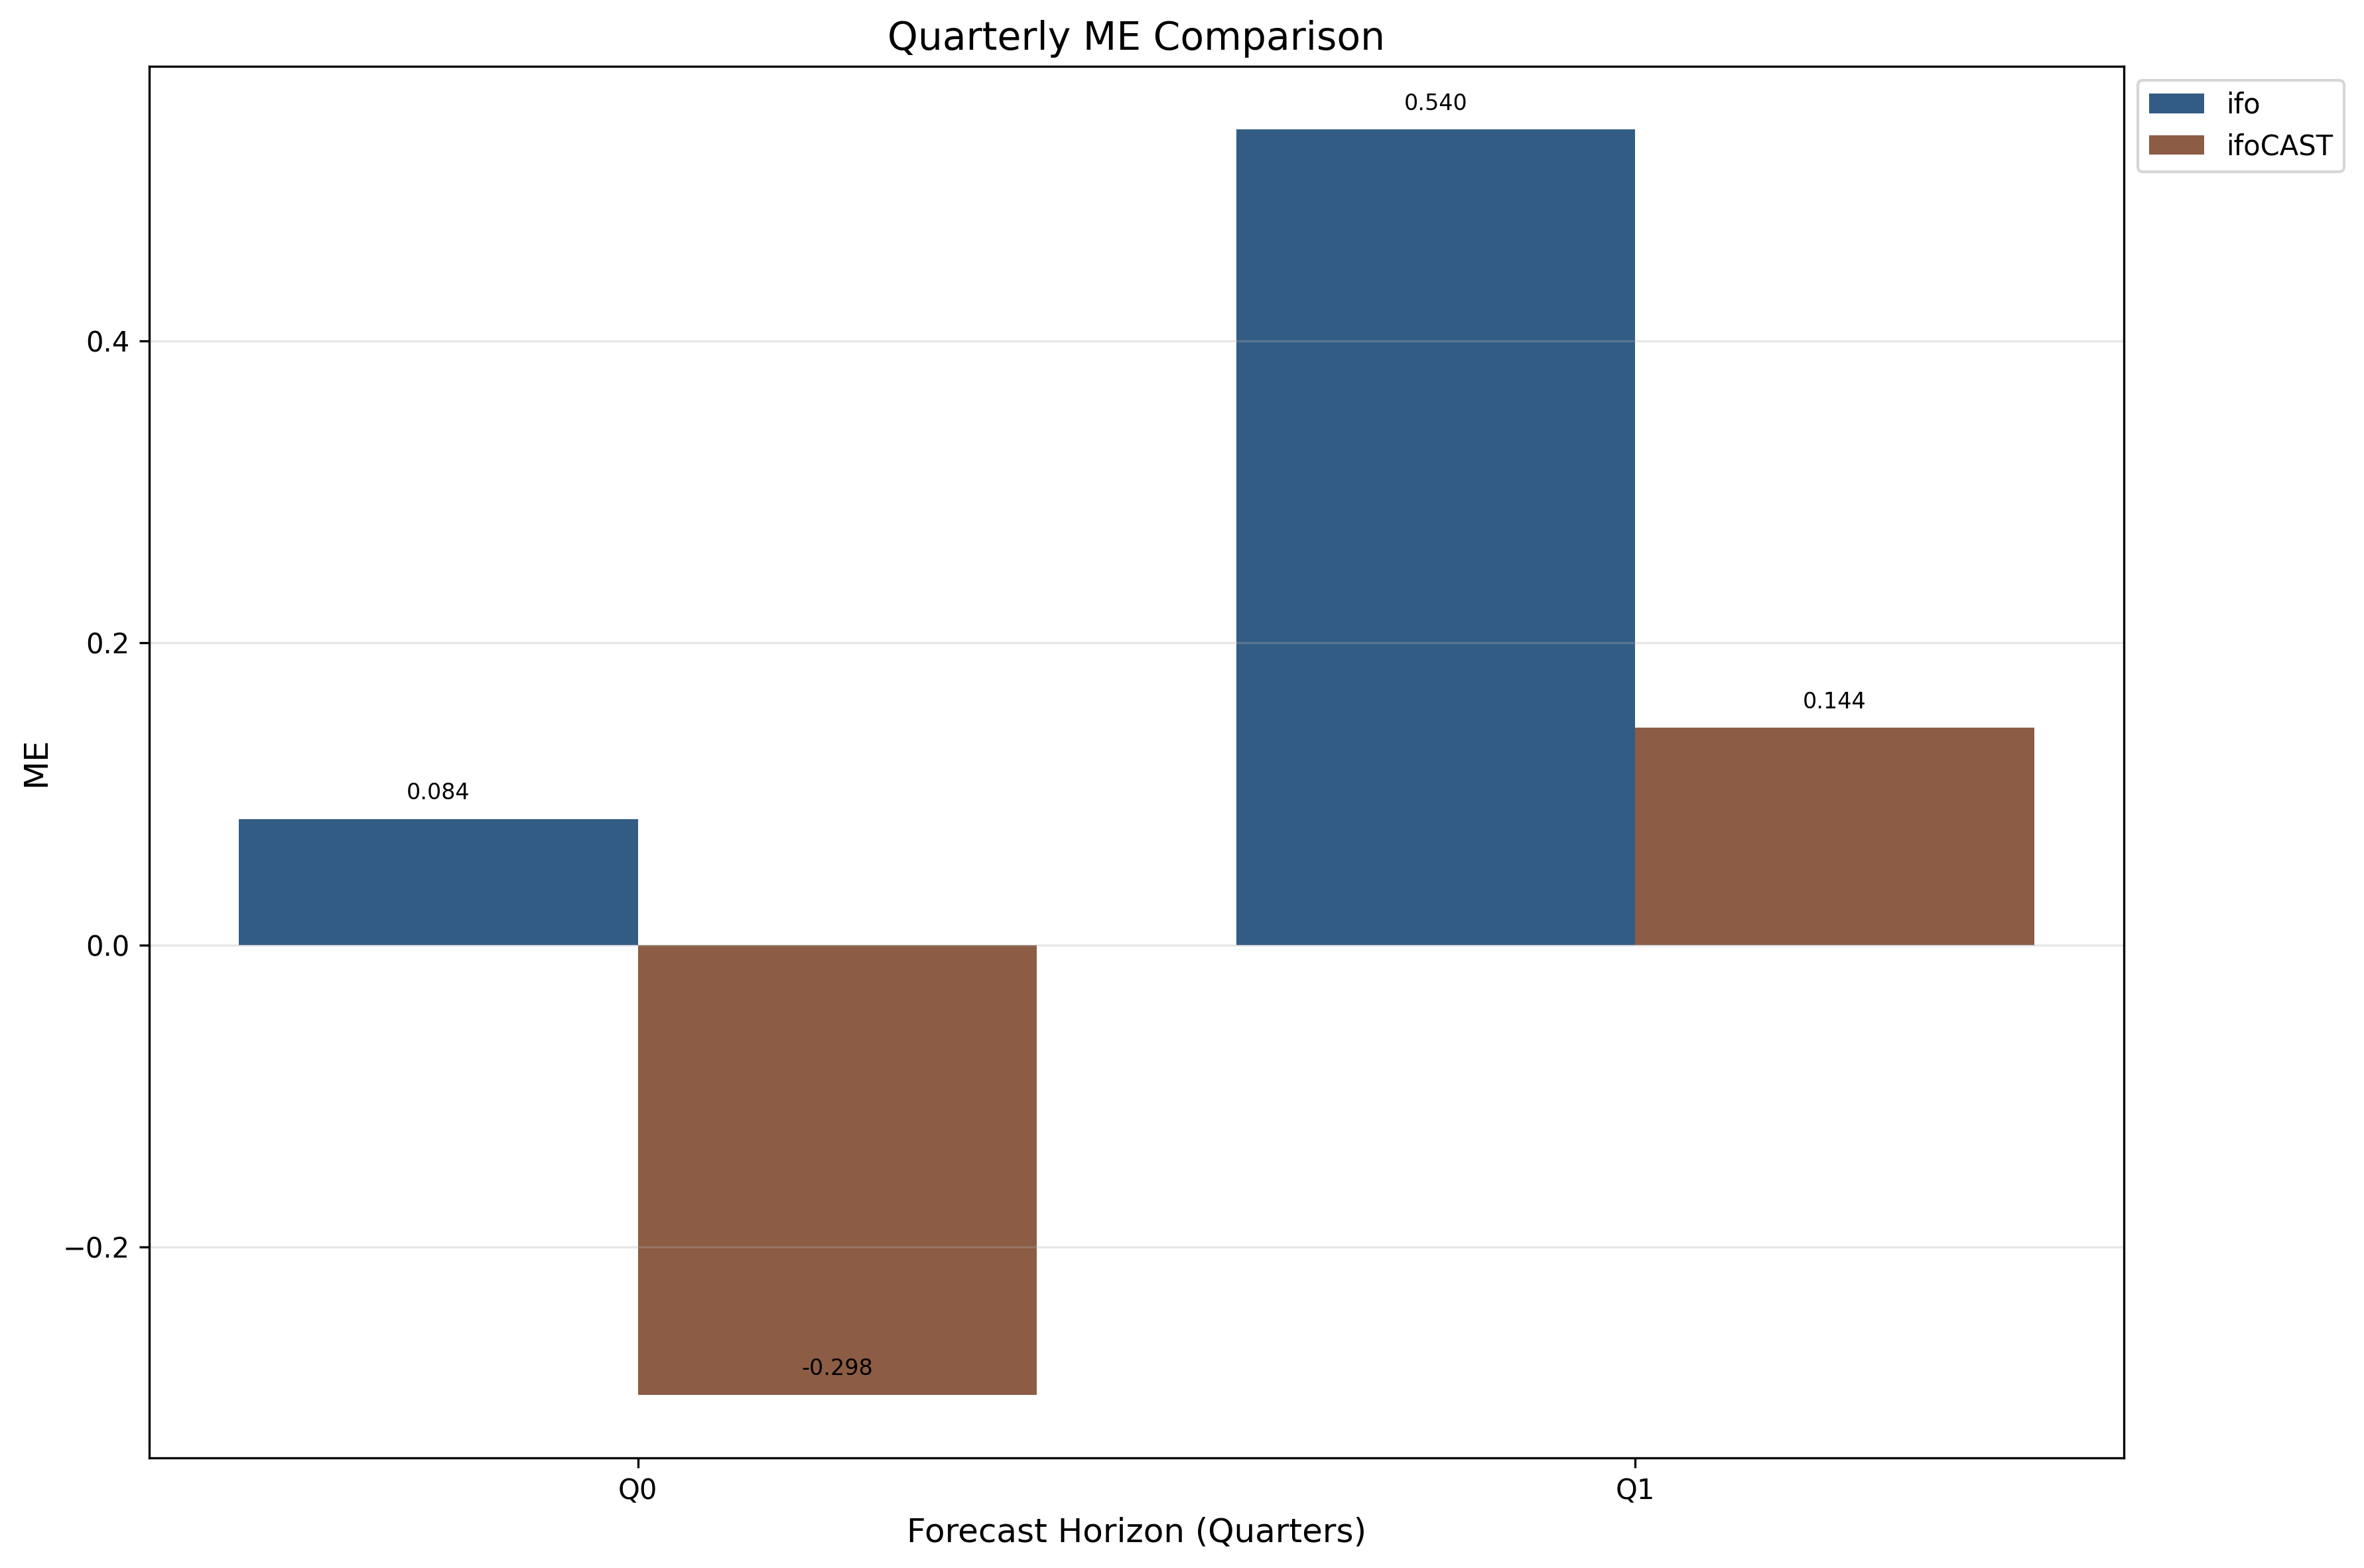 Quarterly ME Comparison
ifo
ifoCAST
0.540
0.4
0.2
0.144
0.084
ME
0.0
−0.2
-0.298
Q0
Q1
Forecast Horizon (Quarters)